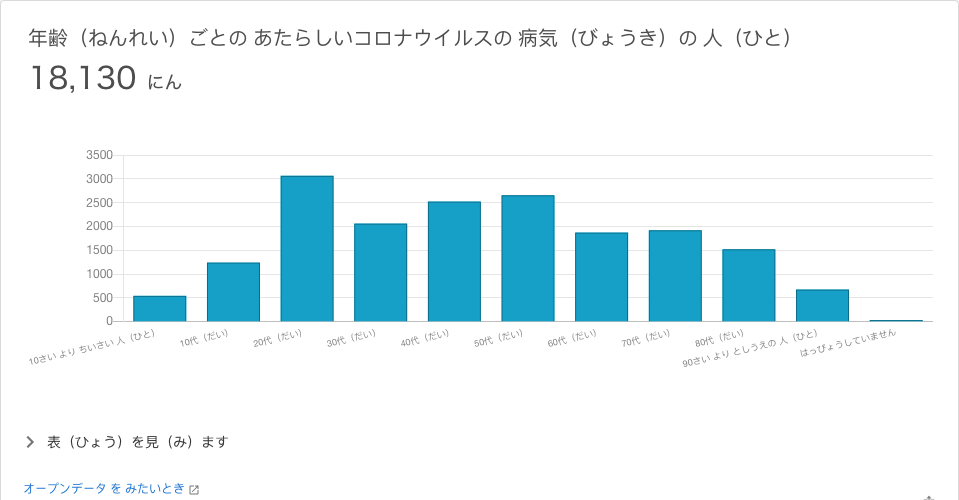 年齢（ねんれい）ごとの あたらしいコロナウイルスの 病気（びょうき）の 人（ひと）
18,130 にん
3500
3000
2500
2000
1500
1000
500
0
10さい より ちいさい 人（ひと）
10代（だい）
20代（だい）
30代（だい）
40代（だい）
50代（だい）
60代（だい）
70代（だい）
80代（だい）
90さい より としうえの 人（ひと）
はっぴょうしていません
表（ひょう）を見（み）ます
オープンデータ を みたいとき